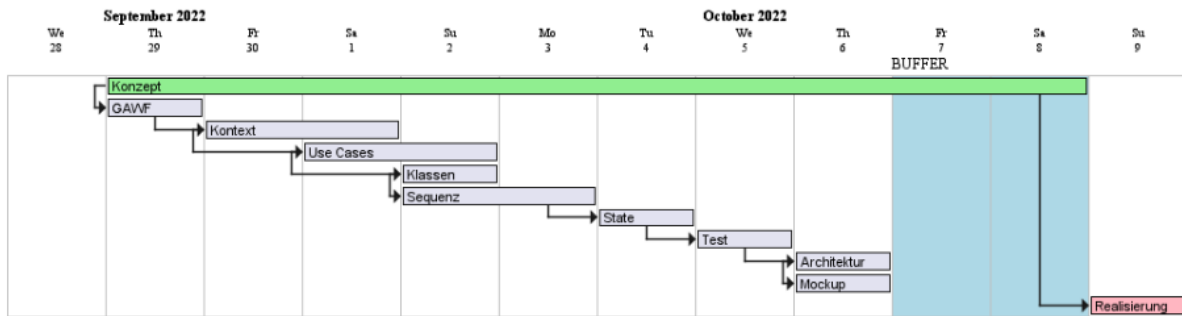 September 2022 October 2022
We Th Fr Sa Su Mo Tu We Th Fr Sa Su
28 29 30 1 2 3 4 5 6 7 8 9
BUFFER
Konzept
GAWF
Kontext
Use Cases
Klassen
Sequenz
State
Test
Architektur
Mockup
Realisierung